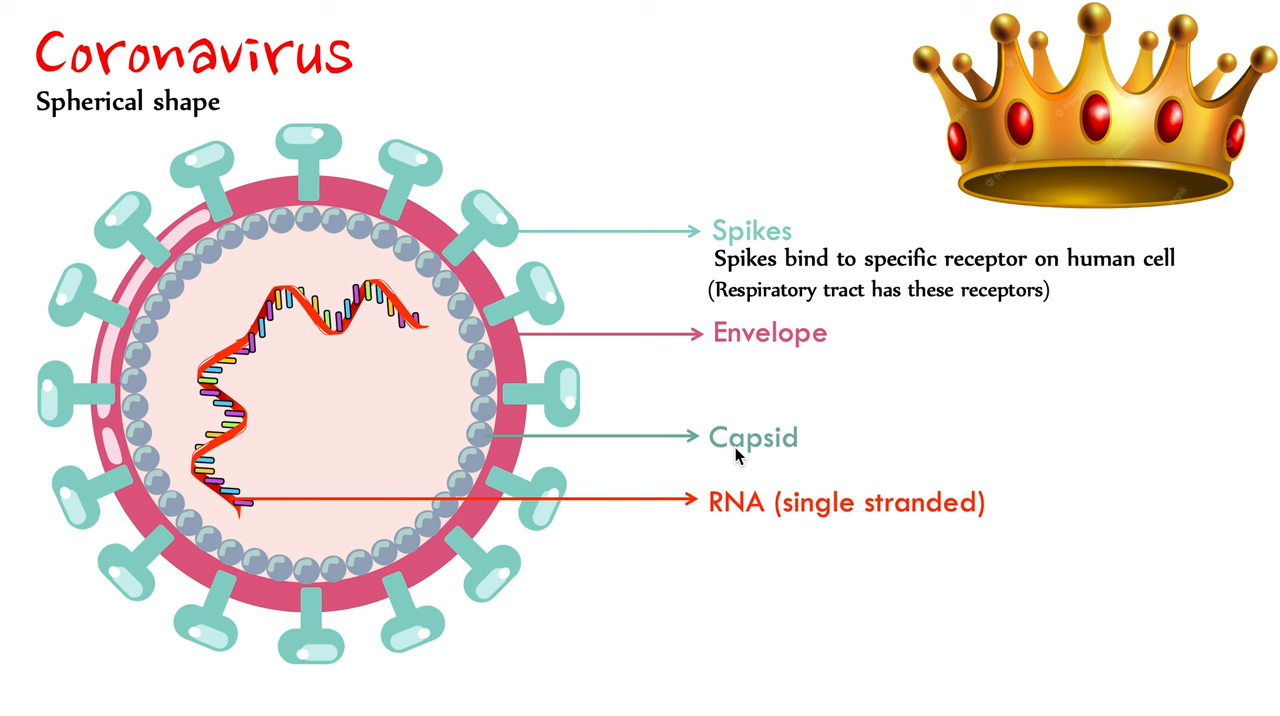 Coronavirus
Spherical shape
Spikes
Spikes bind to specific receptor on human cell
(Respiratory tract has these receptors)
Envelope
Capsid
RNA (single stranded)